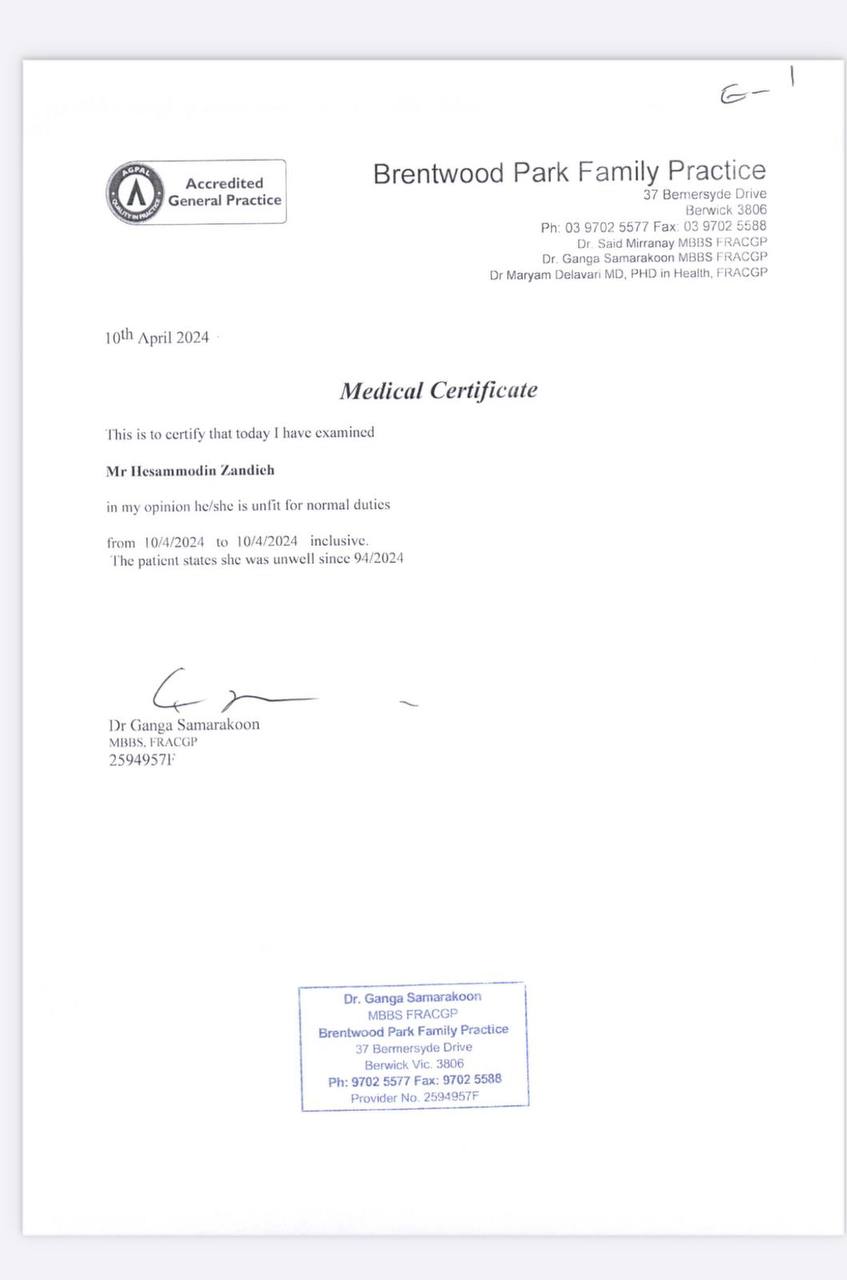 G- 1
AGPAL
QUALITY IN PRACTICE
Accredited
General Practice
Brentwood Park Family Practice
37 Bemersyde Drive
Berwick 3806
Ph: 03 9702 5577 Fax: 03 9702 5588
Dr. Said Mirranay MBBS FRACGP
Dr. Ganga Samarakoon MBBS FRACGP
Dr Maryam Delavari MD, PHD in Health, FRACGP
10th April 2024
Medical Certificate
This is to certify that today I have examined
Mr Hesammodin Zandieh
in my opinion he/she is unfit for normal duties
from 10/4/2024 to 10/4/2024 inclusive.
The patient states she was unwell since 94/2024
Dr Ganga Samarakoon
MBBS, FRACGP
2594957F
Dr. Ganga Samarakoon
MBBS FRACGP
Brentwood Park Family Practice
37 Bermersyde Drive
Berwick Vic. 3806
Ph: 9702 5577 Fax: 9702 5588
Provider No. 2594957F